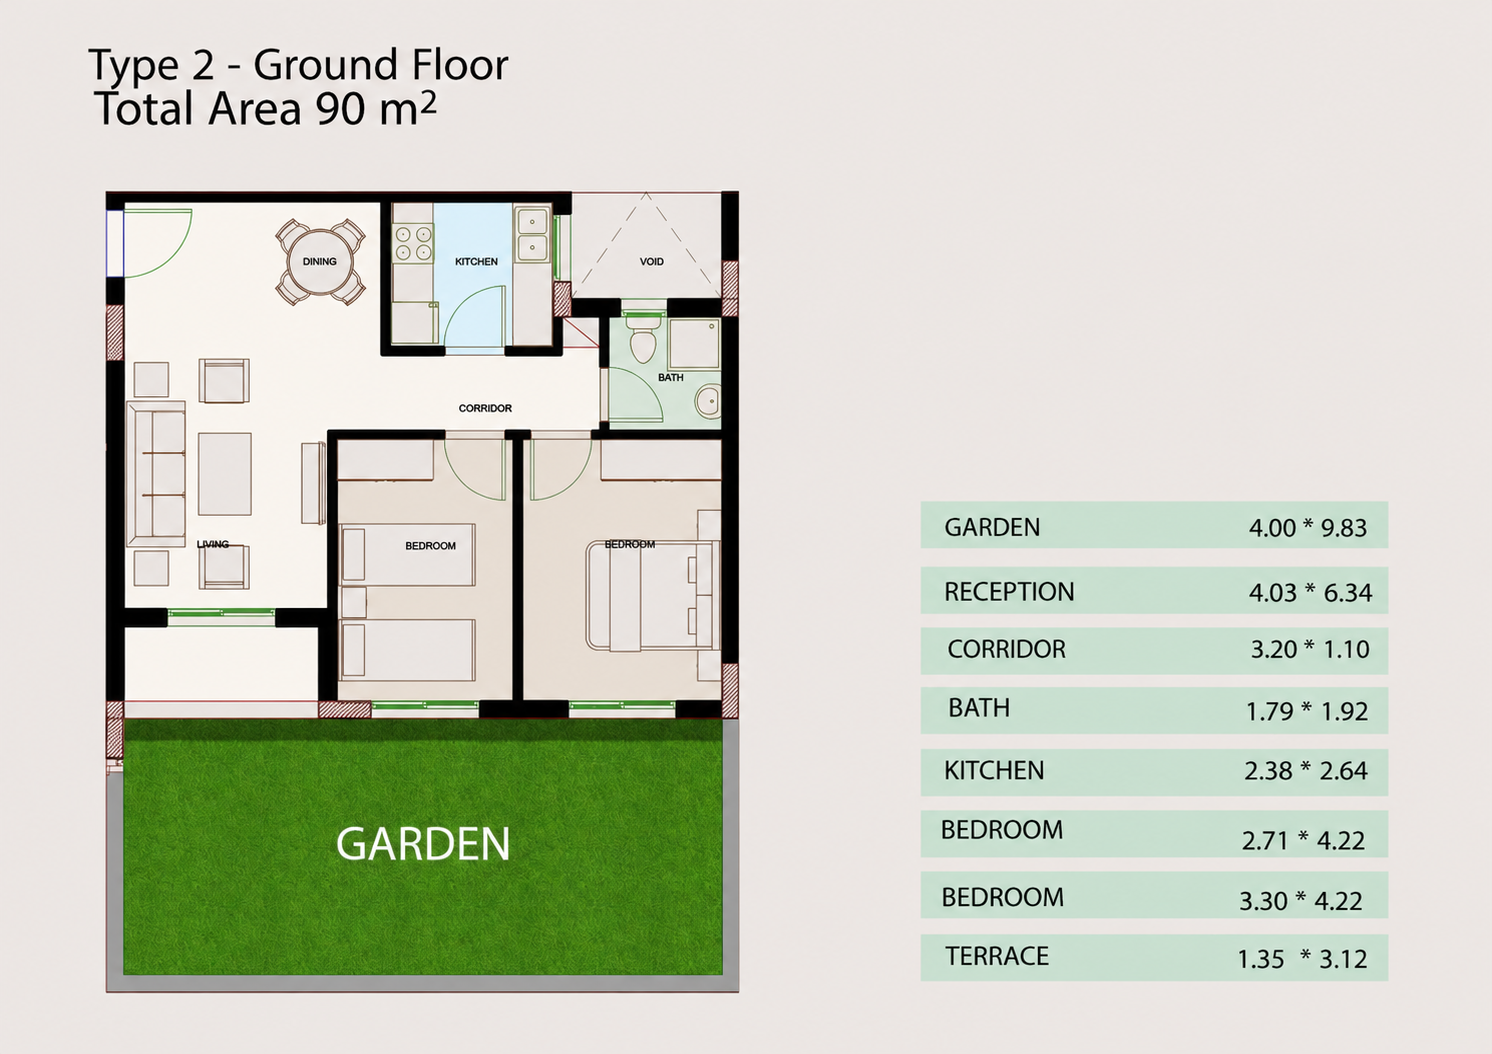 Type 2 - Ground Floor
Total Area 90 m²
DINING
KITCHEN
VOID
BATH
CORRIDOR
LIVING
BEDROOM
BEDROOM
GARDEN
GARDEN 4.00 * 9.83
RECEPTION 4.03 * 6.34
CORRIDOR 3.20 * 1.10
BATH 1.79 * 1.92
KITCHEN 2.38 * 2.64
BEDROOM 2.71 * 4.22
BEDROOM 3.30 * 4.22
TERRACE 1.35 * 3.12